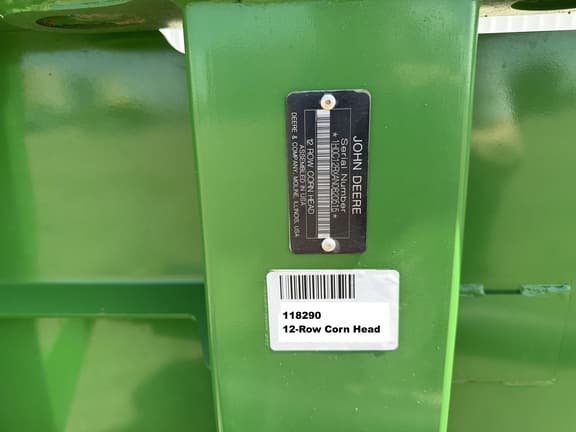 JOHN DEERE
Serial Number
*1H0C12RVAN0820515*
12 ROW CORN HEAD
ASSEMBLED IN USA
DEERE & COMPANY, MOLINE, ILLINOIS, USA
118290
12-Row Corn Head